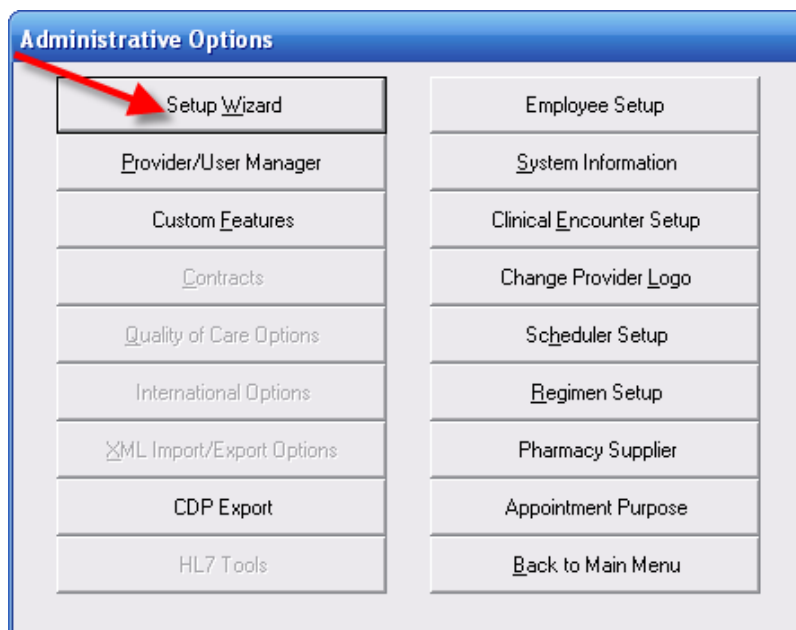 Administrative Options
Setup Wizard
Provider/User Manager
Custom Features
Contracts
Quality of Care Options
International Options
XML Import/Export Options
CDP Export
HL7 Tools
Employee Setup
System Information
Clinical Encounter Setup
Change Provider Logo
Scheduler Setup
Regimen Setup
Pharmacy Supplier
Appointment Purpose
Back to Main Menu